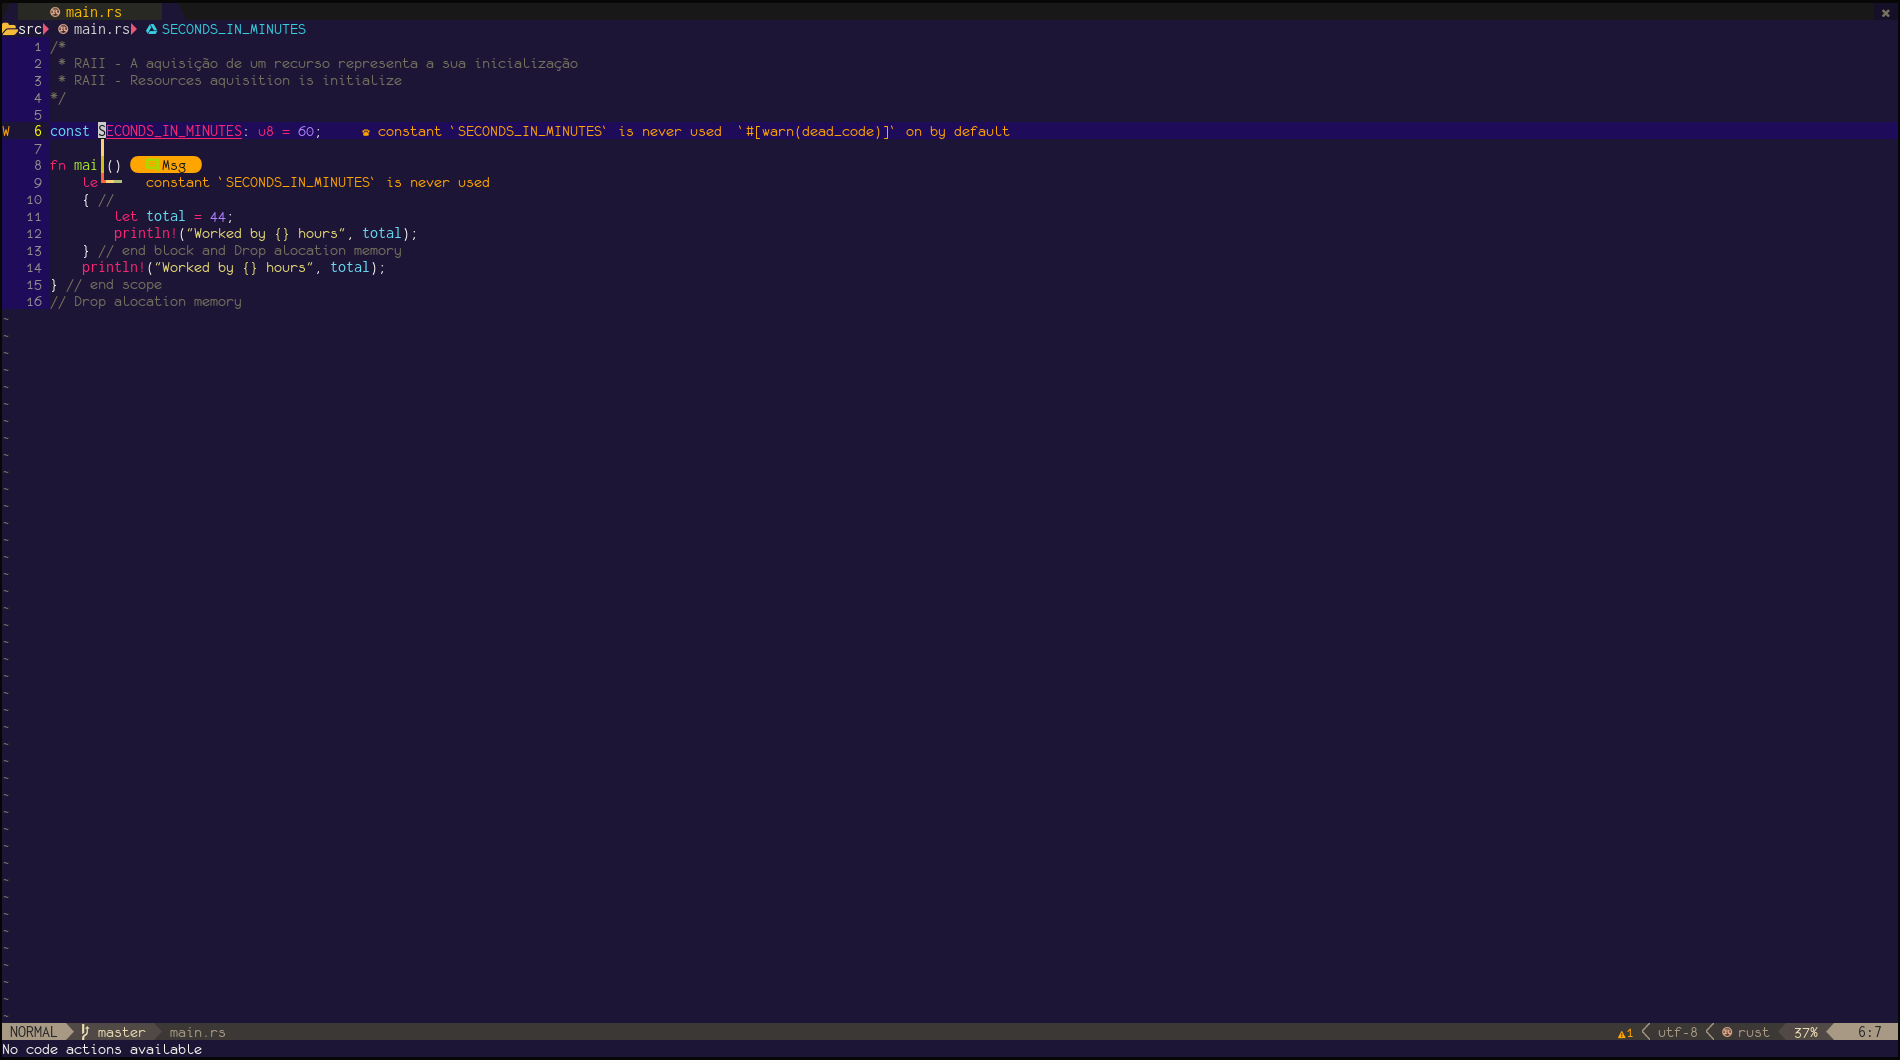 main.rs
src main.rs SECONDS_IN_MINUTES
1 /*
2 * RAII - A aquisição de um recurso representa a sua inicialização
3 * RAII - Resources aquisition is initialize
4 */
5
W 6 const SECONDS_IN_MINUTES: u8 = 60; constant `SECONDS_IN_MINUTES` is never used `#[warn(dead_code)]` on by default
7
8 fn mai () Msg
9 le constant `SECONDS_IN_MINUTES` is never used
10 { //
11 let total = 44;
12 println!("Worked by {} hours", total);
13 } // end block and Drop alocation memory
14 println!("Worked by {} hours", total);
15 } // end scope
16 // Drop alocation memory
NORMAL master main.rs 1 utf-8 rust 37% 6:7
No code actions available